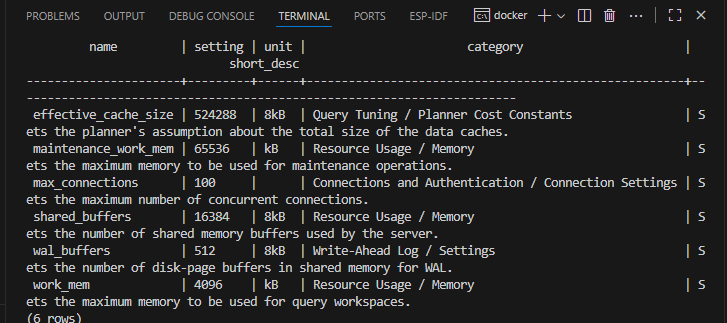 PROBLEMS OUTPUT DEBUG CONSOLE TERMINAL PORTS ESP-IDF docker
name | setting | unit | category |
short_desc
----------------------+---------+------+------------------------------------------------------+--
----------------------------------------------------------------------
effective_cache_size | 524288 | 8kB | Query Tuning / Planner Cost Constants | S
ets the planner's assumption about the total size of the data caches.
maintenance_work_mem | 65536 | kB | Resource Usage / Memory | S
ets the maximum memory to be used for maintenance operations.
max_connections | 100 | | Connections and Authentication / Connection Settings | S
ets the maximum number of concurrent connections.
shared_buffers | 16384 | 8kB | Resource Usage / Memory | S
ets the number of shared memory buffers used by the server.
wal_buffers | 512 | 8kB | Write-Ahead Log / Settings | S
ets the number of disk-page buffers in shared memory for WAL.
work_mem | 4096 | kB | Resource Usage / Memory | S
ets the maximum memory to be used for query workspaces.
(6 rows)